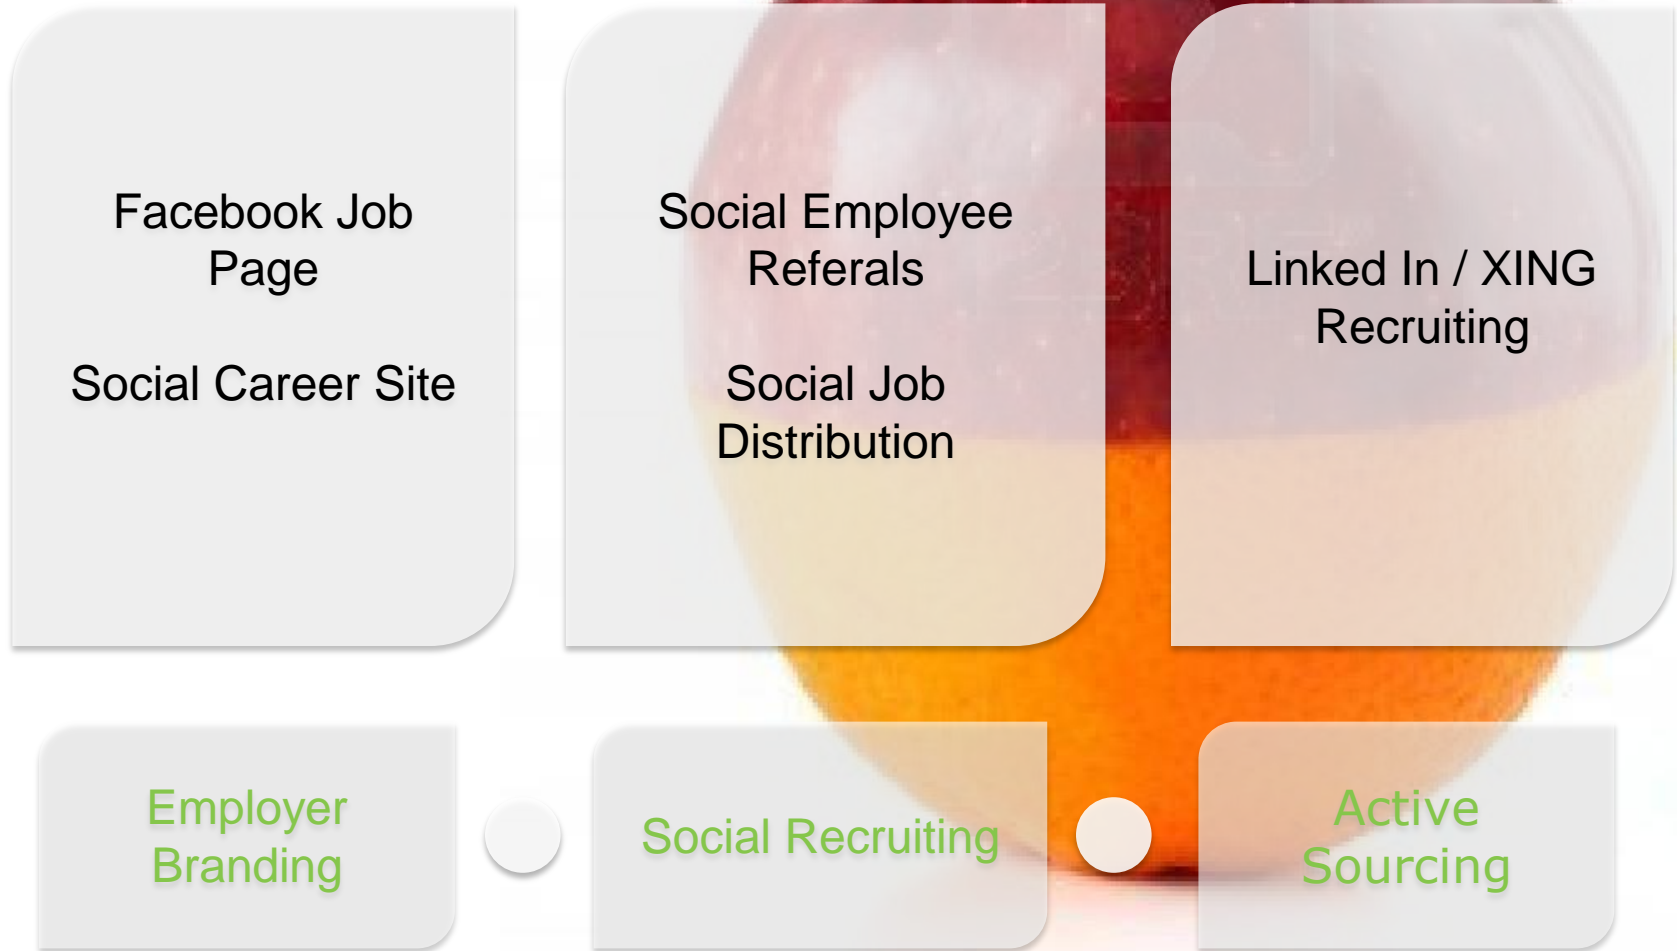 Facebook Job
Page
Social Career Site
Social Employee
Referals
Social Job
Distribution
Linked In / XING
Recruiting
Employer
Branding
Social Recruiting
Active
Sourcing